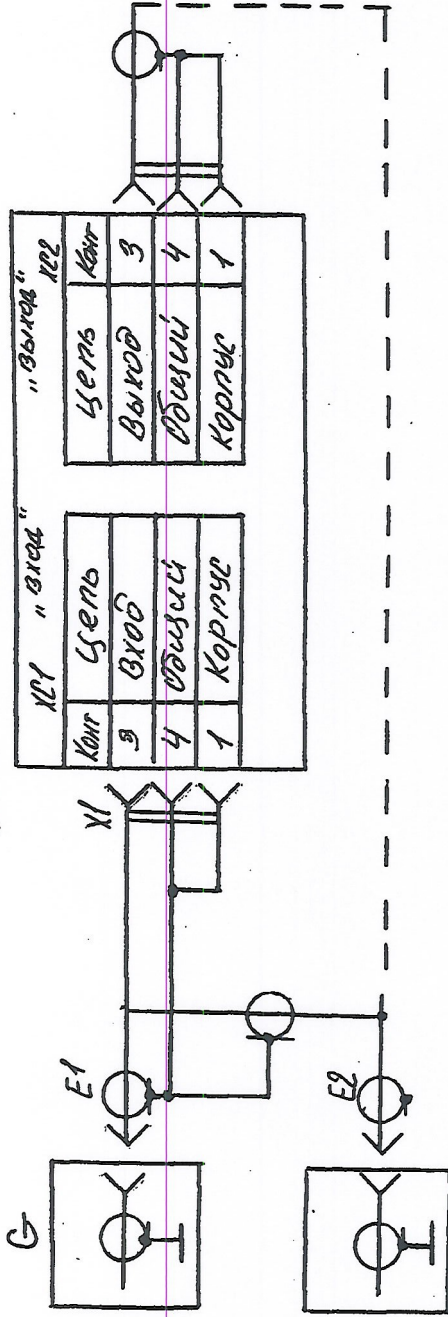 G
E1
E2
X1
XC1 „Вход“
Конт Цепь
3 Вход
4 Общий
1 Корпус
„Выход“ XC2
Цепь Конт
Выход 3
Общий 4
Корпус 1